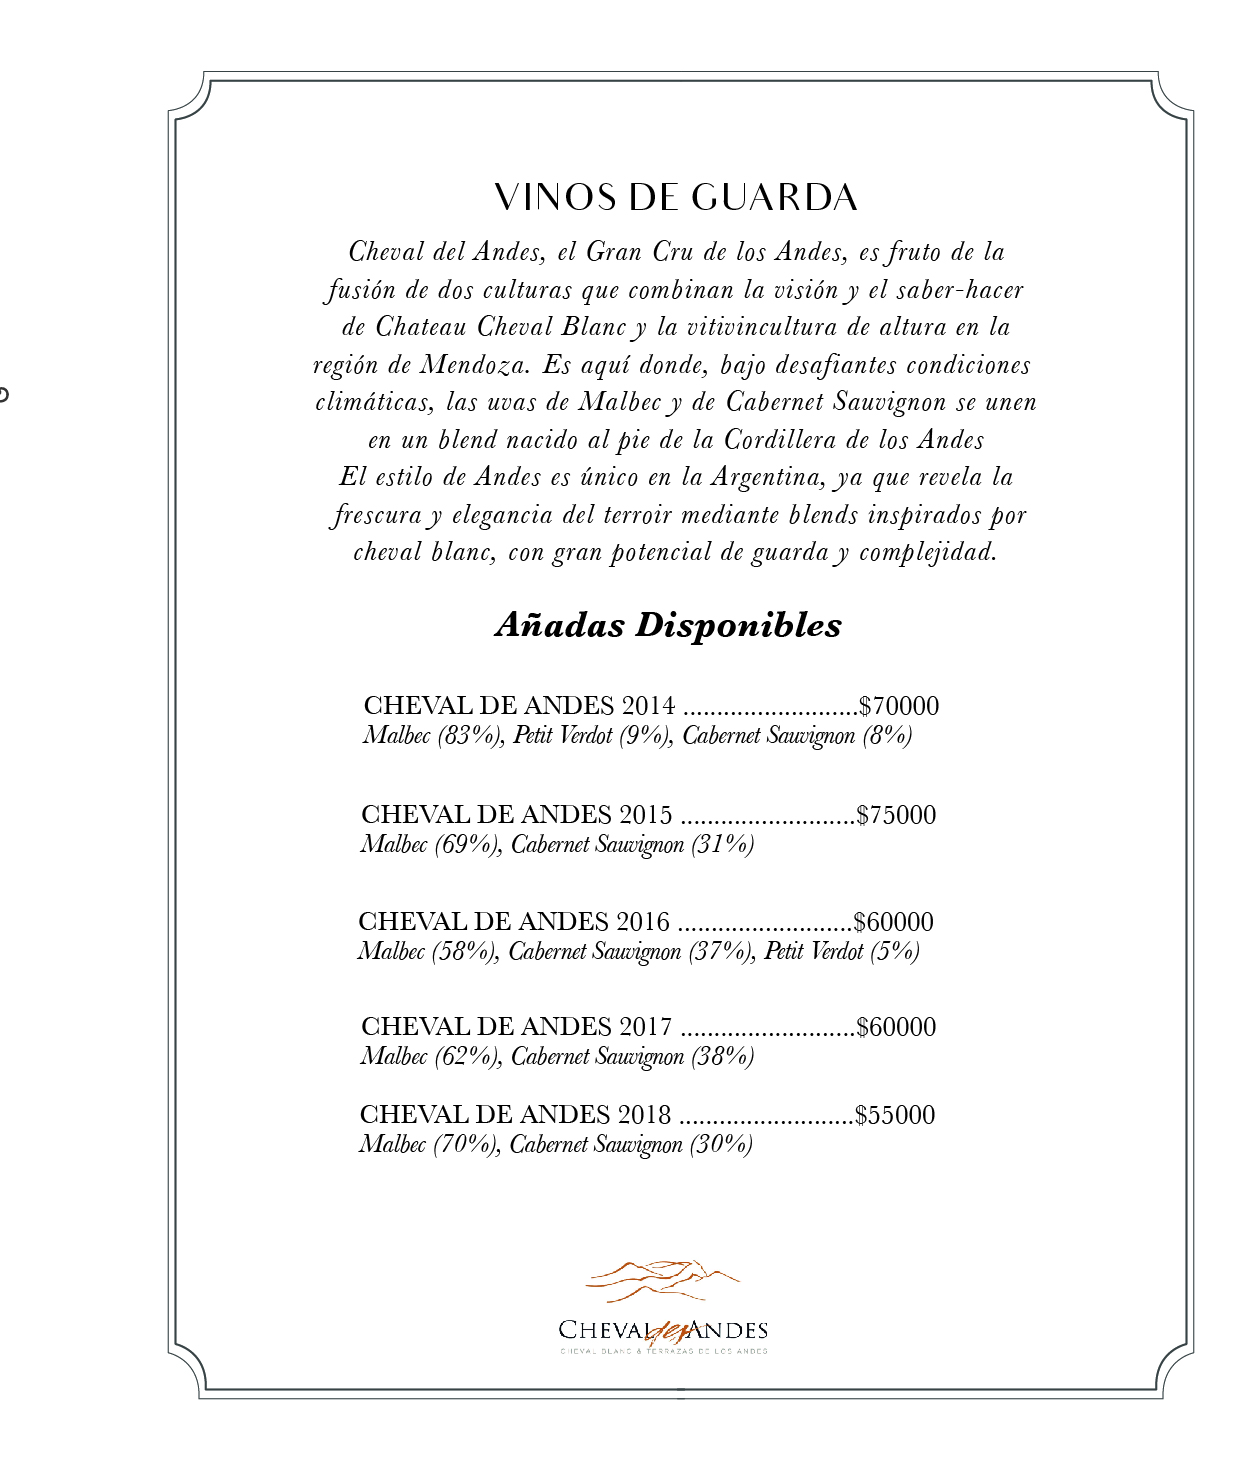 VINOS DE GUARDA
Cheval del Andes, el Gran Cru de los Andes, es fruto de la
fusión de dos culturas que combinan la visión y el saber-hacer
de Chateau Cheval Blanc y la vitivincultura de altura en la
región de Mendoza. Es aquí donde, bajo desafiantes condiciones
climáticas, las uvas de Malbec y de Cabernet Sauvignon se unen
en un blend nacido al pie de la Cordillera de los Andes
El estilo de Andes es único en la Argentina, ya que revela la
frescura y elegancia del terroir mediante blends inspirados por
cheval blanc, con gran potencial de guarda y complejidad.
Añadas Disponibles
CHEVAL DE ANDES 2014 ..........................$70000
Malbec (83%), Petit Verdot (9%), Cabernet Sauvignon (8%)
CHEVAL DE ANDES 2015 ..........................$75000
Malbec (69%), Cabernet Sauvignon (31%)
CHEVAL DE ANDES 2016 ..........................$60000
Malbec (58%), Cabernet Sauvignon (37%), Petit Verdot (5%)
CHEVAL DE ANDES 2017 ..........................$60000
Malbec (62%), Cabernet Sauvignon (38%)
CHEVAL DE ANDES 2018 ..........................$55000
Malbec (70%), Cabernet Sauvignon (30%)
CHEVAL des ANDES
CHEVAL BLANC & TERRAZAS DE LOS ANDES